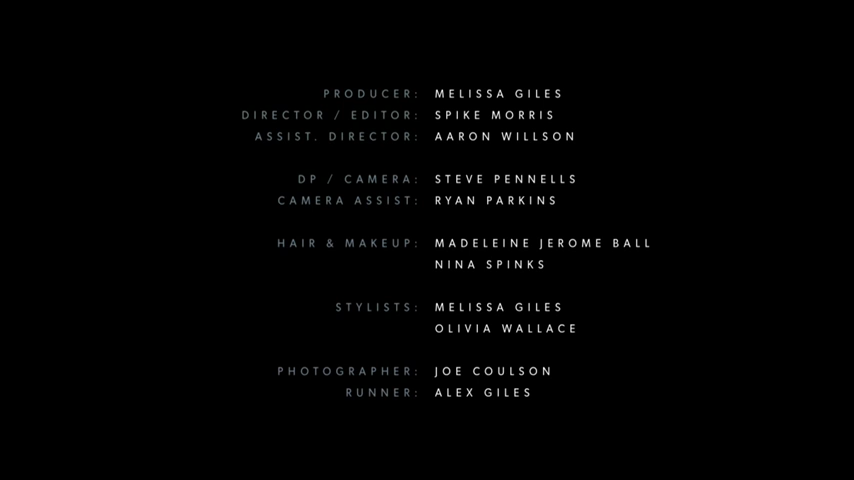 PRODUCER: MELISSA GILES
DIRECTOR / EDITOR: SPIKE MORRIS
ASSIST. DIRECTOR: AARON WILLSON
DP / CAMERA: STEVE PENNELLS
CAMERA ASSIST: RYAN PARKINS
HAIR & MAKEUP: MADELEINE JEROME BALL
NINA SPINKS
STYLISTS: MELISSA GILES
OLIVIA WALLACE
PHOTOGRAPHER: JOE COULSON
RUNNER: ALEX GILES